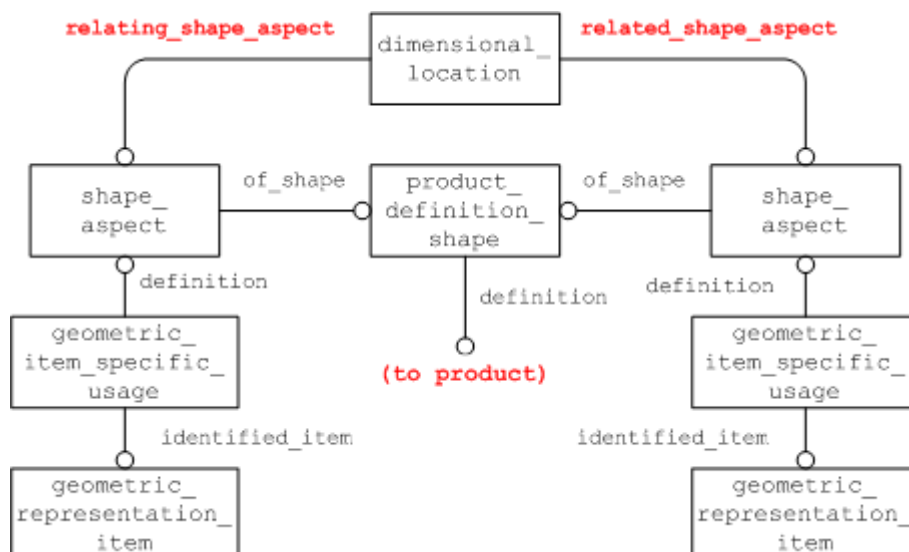 relating_shape_aspect
dimensional_
location
related_shape_aspect
shape_
aspect
of_shape
product_
definition_
shape
of_shape
shape_
aspect
definition
definition
definition
geometric_
item_specific_
usage
(to product)
geometric_
item_specific_
usage
identified_item
identified_item
geometric_
representation_
item
geometric_
representation_
item